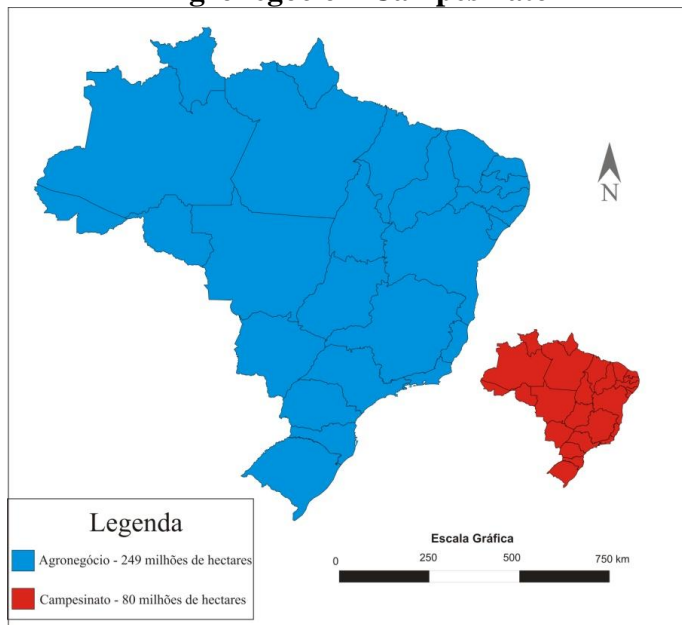 N
Legenda
Agronegócio - 249 milhões de hectares
Campesinato - 80 milhões de hectares
Escala Gráfica
0 250 500 750 km